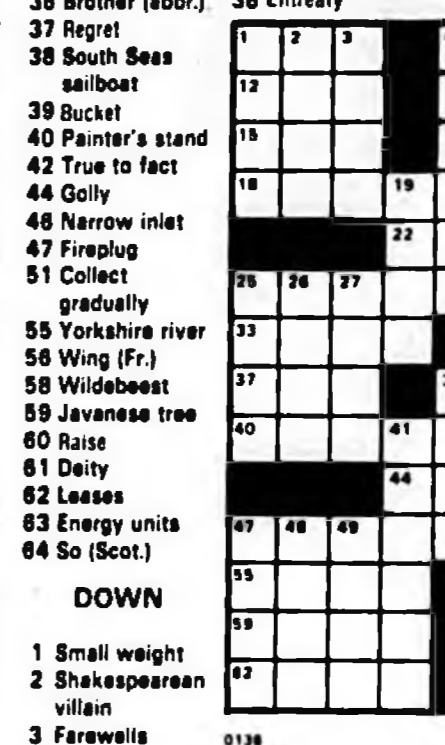 36 Brother (abbr.)
37 Regret
38 South Seas
sailboat
39 Bucket
40 Painter's stand
42 True to fact
44 Golly
46 Narrow inlet
47 Fireplug
51 Collect
gradually
55 Yorkshire river
56 Wing (Fr.)
58 Wildebeest
59 Javanese tree
60 Raise
61 Deity
62 Leases
63 Energy units
64 So (Scot.)
DOWN
1 Small weight
2 Shakespearean
villain
3 Farewells
36 Entreaty
1 2 3
12
15
18 19
22
25 26 27
33
37
40 41
44
47 48 49
55
59
62
0138